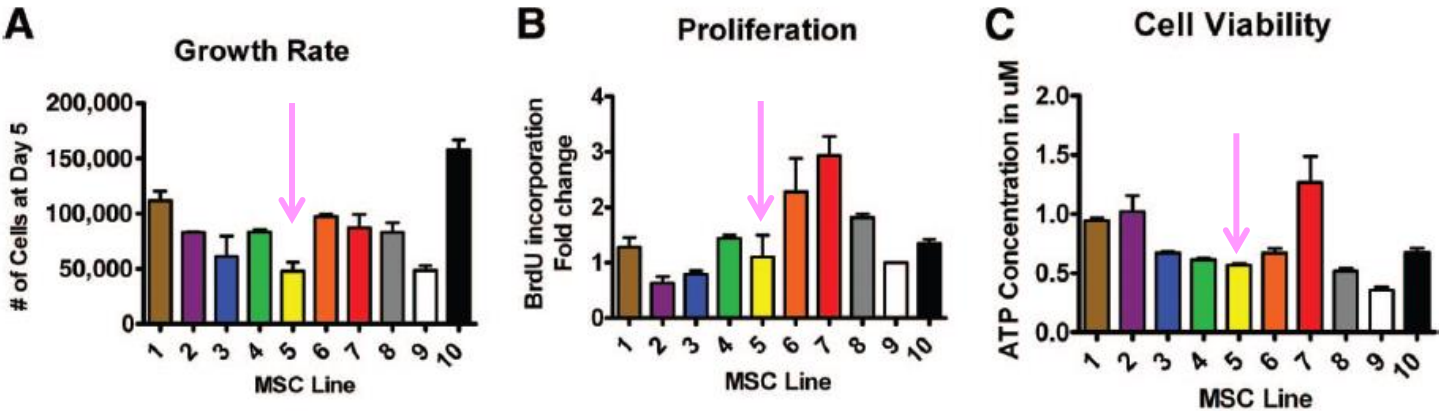 A
Growth Rate
# of Cells at Day 5
200,000
150,000
100,000
50,000
0
1 2 3 4 5 6 7 8 9 10
MSC Line
B
Proliferation
BrdU incorporation
Fold change
4
3
2
1
0
1 2 3 4 5 6 7 8 9 10
MSC Line
C
Cell Viability
ATP Concentration in uM
2.0
1.5
1.0
0.5
0.0
1 2 3 4 5 6 7 8 9 10
MSC Line